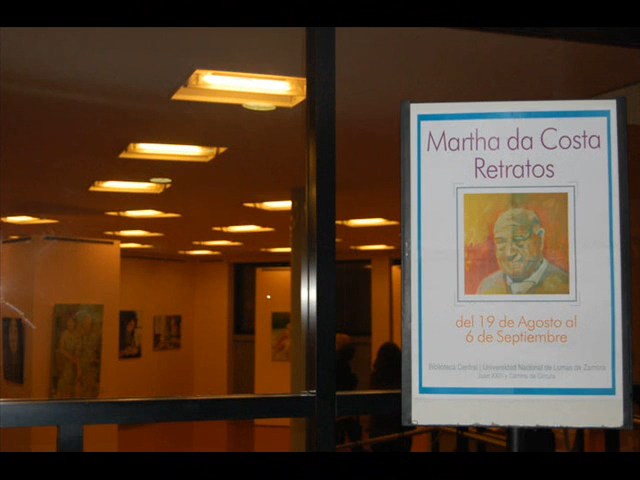 Martha da Costa
Retratos
del 19 de Agosto al
6 de Septiembre
Biblioteca Central | Universidad Nacional de Lomas de Zamora
Juan XXIII y Camino de Cintura